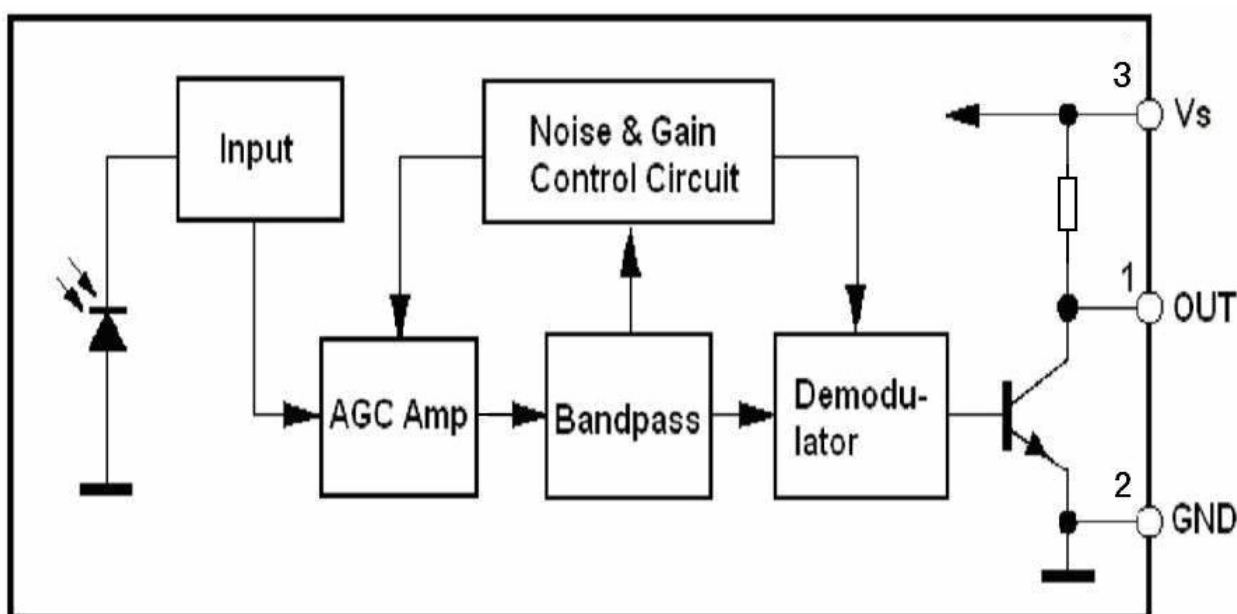 Input
Noise & Gain
Control Circuit
3
Vs
1
OUT
AGC Amp
Bandpass
Demodu-
lator
2
GND